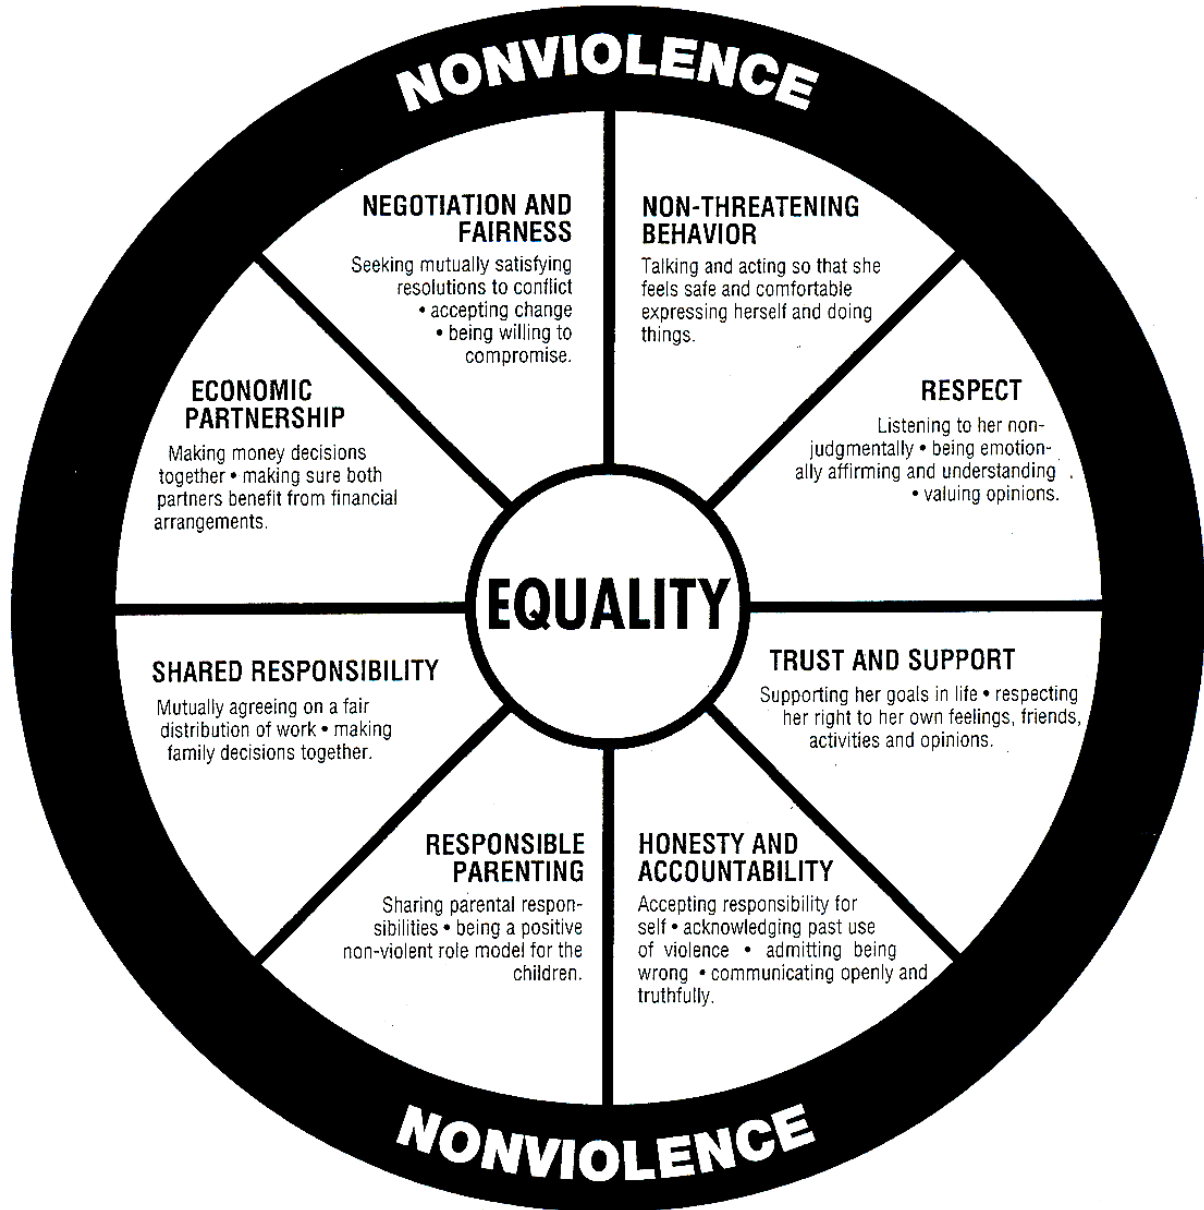 NONVIOLENCE
NEGOTIATION AND
FAIRNESS
Seeking mutually satisfying
resolutions to conflict
• accepting change
• being willing to
compromise.
NON-THREATENING
BEHAVIOR
Talking and acting so that she
feels safe and comfortable
expressing herself and doing
things.
ECONOMIC
PARTNERSHIP
Making money decisions
together • making sure both
partners benefit from financial
arrangements.
RESPECT
Listening to her non-
judgmentally • being emotion-
ally affirming and understanding
• valuing opinions.
EQUALITY
SHARED RESPONSIBILITY
Mutually agreeing on a fair
distribution of work • making
family decisions together.
TRUST AND SUPPORT
Supporting her goals in life • respecting
her right to her own feelings, friends,
activities and opinions.
RESPONSIBLE
PARENTING
Sharing parental respon-
sibilities • being a positive
non-violent role model for the
children.
HONESTY AND
ACCOUNTABILITY
Accepting responsibility for
self • acknowledging past use
of violence • admitting being
wrong • communicating openly and
truthfully.
NONVIOLENCE